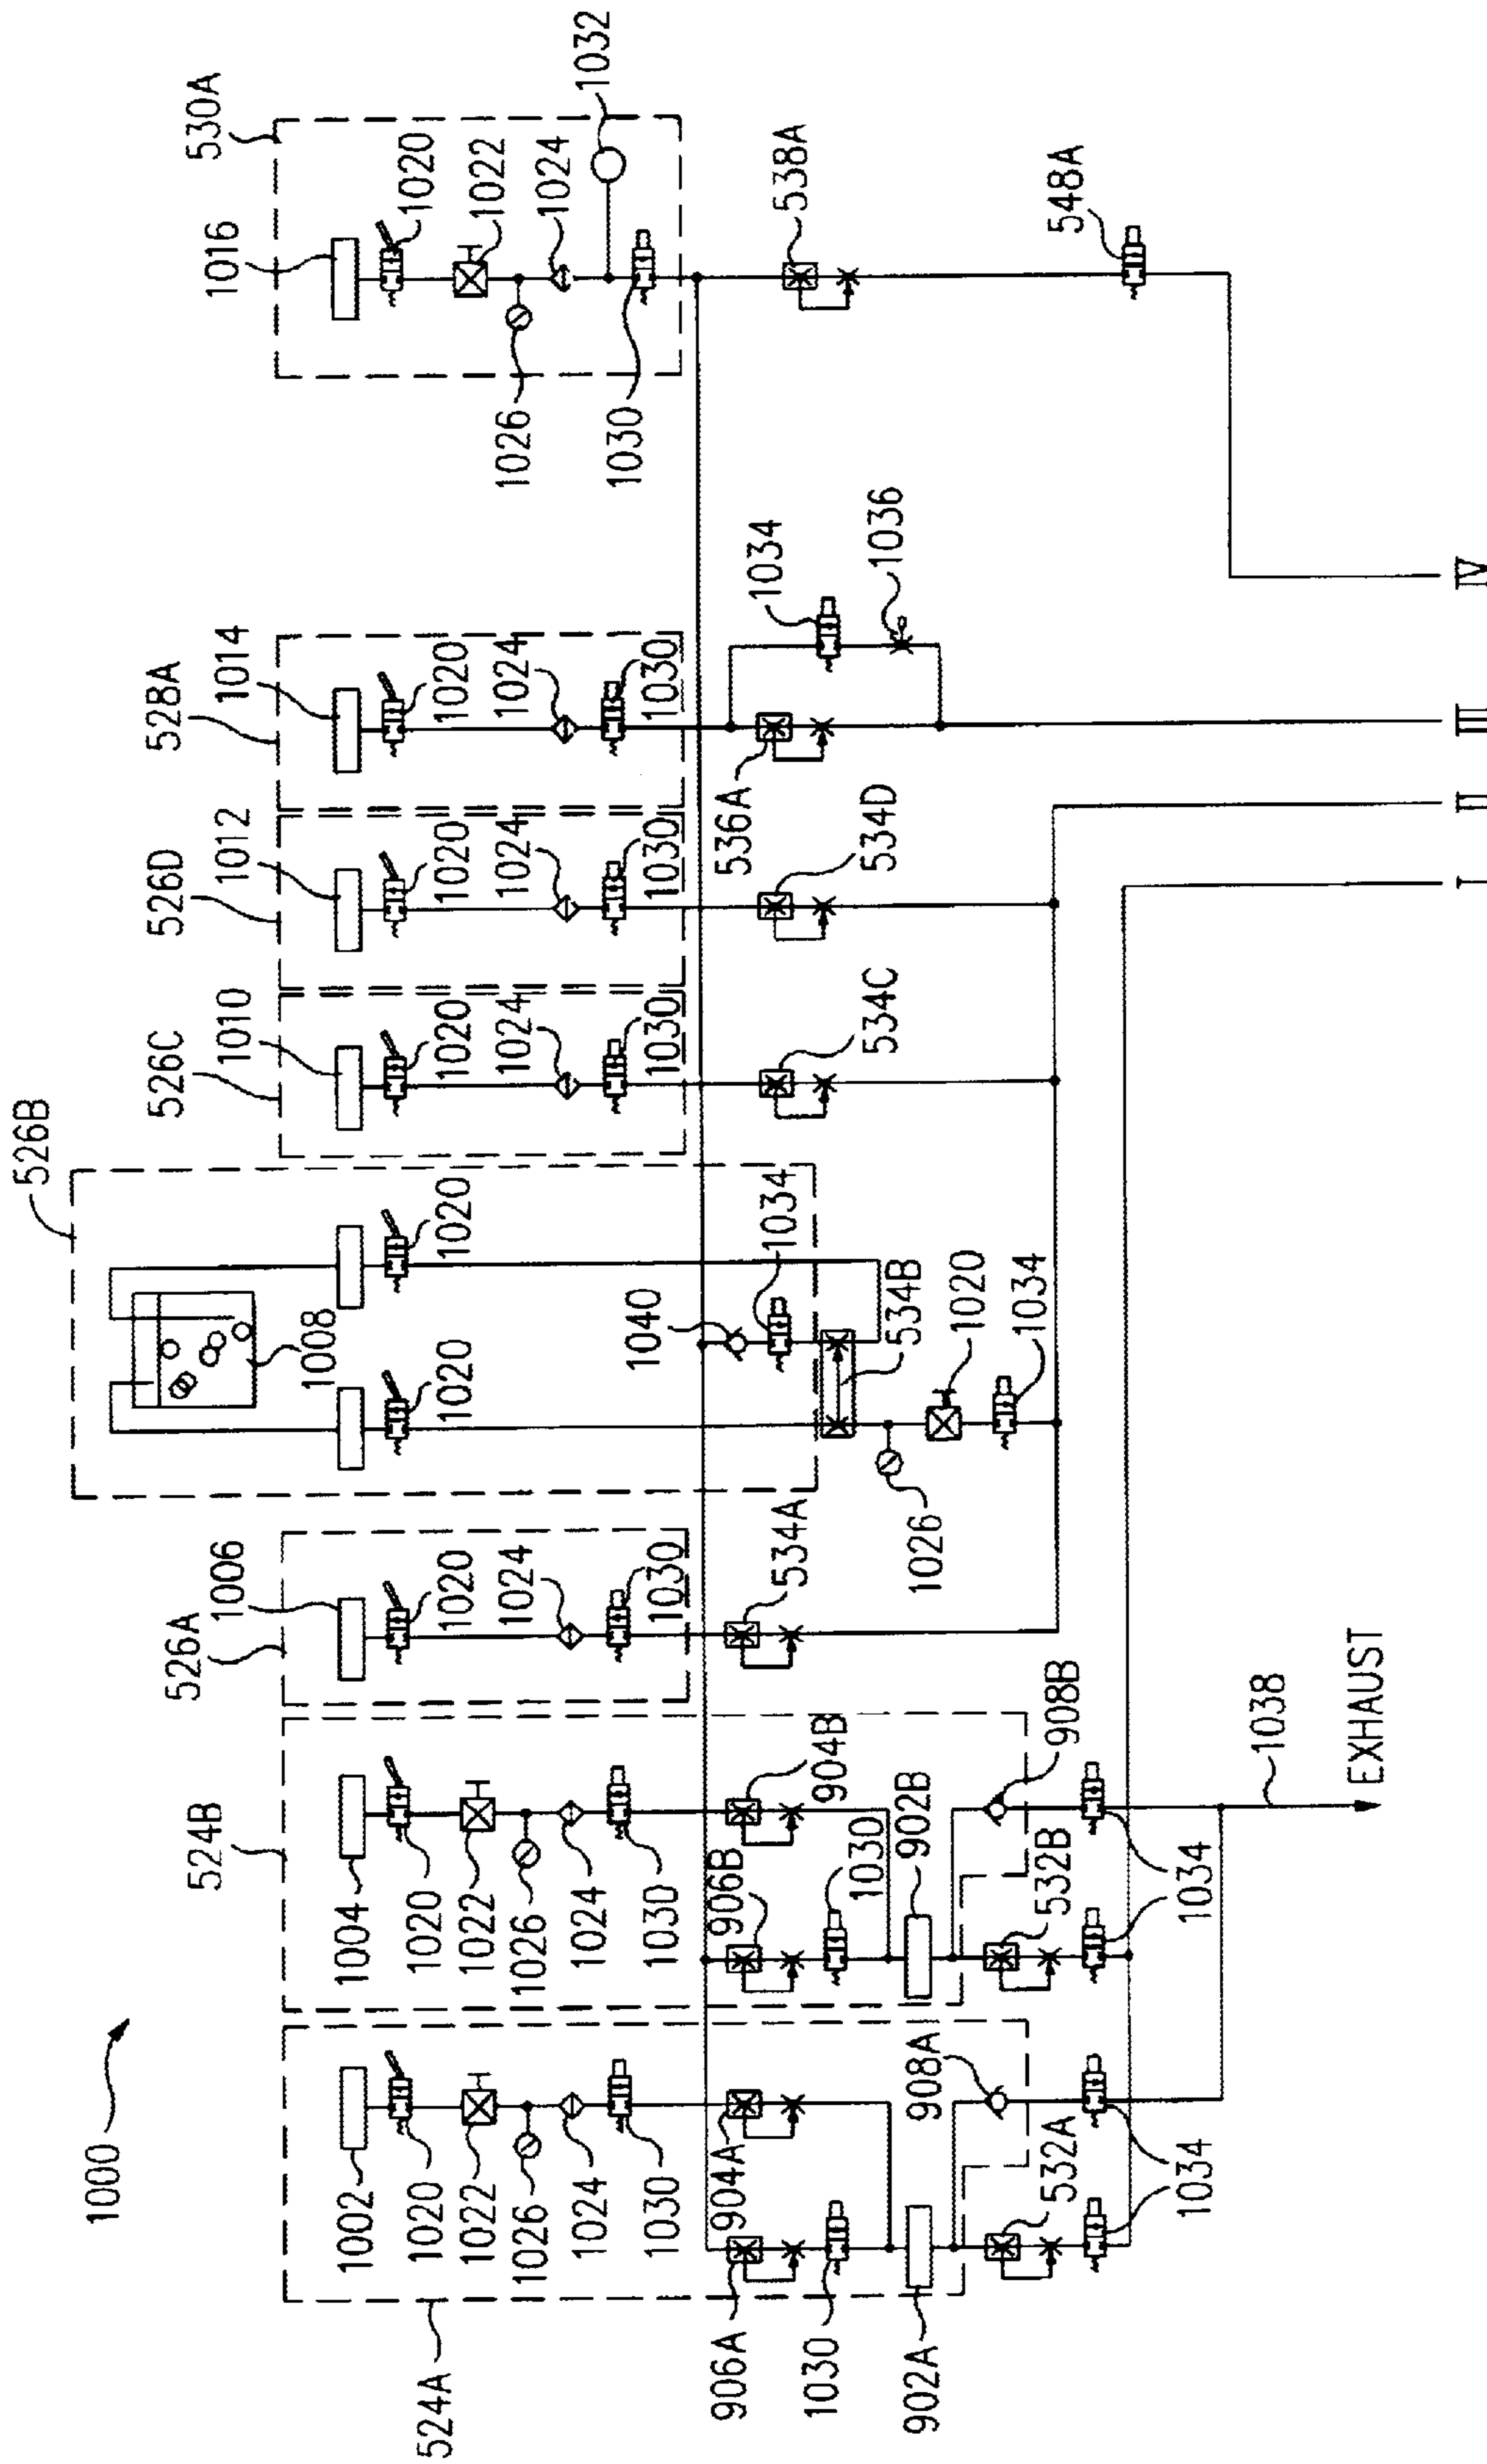 1000
524A
1002
1020
1022
1026
1024
1030
906A
904A
1030
902A
908A
532A
1034
524B
1004
1020
1022
1026
1024
1030
906B
904B
1030
902B
908B
532B
1034
1038
EXHAUST
526A
1006
1020
1024
1030
534A
526B
1008
1020
1020
1040
1034
534B
1026
1020
1034
526C
1010
1020
1024
1030
534C
526D
1012
1020
1024
1030
534D
528A
1014
1020
1024
1030
536A
1034
1036
530A
1016
1020
1022
1024
1032
1026
1030
538A
548A
I
II
III
IV